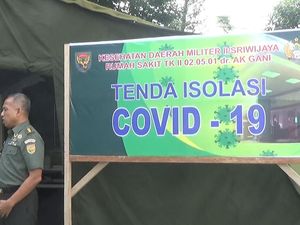 KESEHATAN DAERAH MILITER II/SRIWIJAYA
RUMAH SAKIT TK II 02.05.01 dr. AK GANI
TENDA ISOLASI
COVID - 19